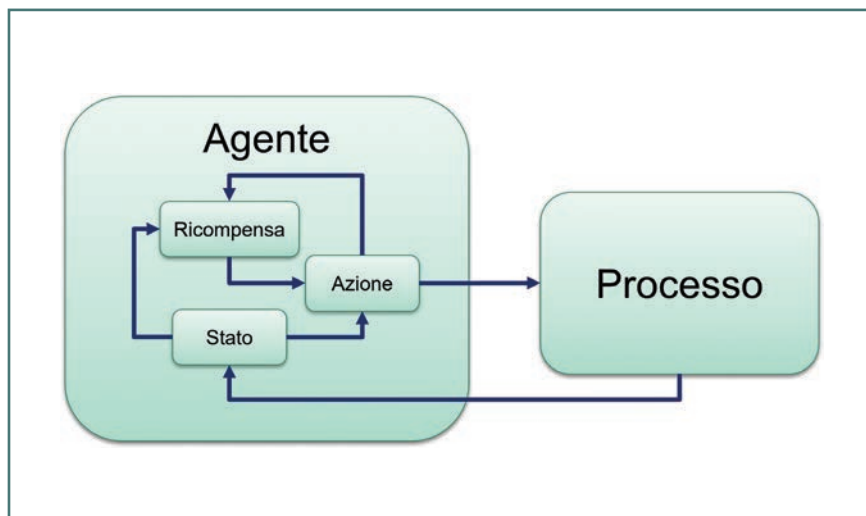 Agente
Ricompensa
Azione
Stato
Processo